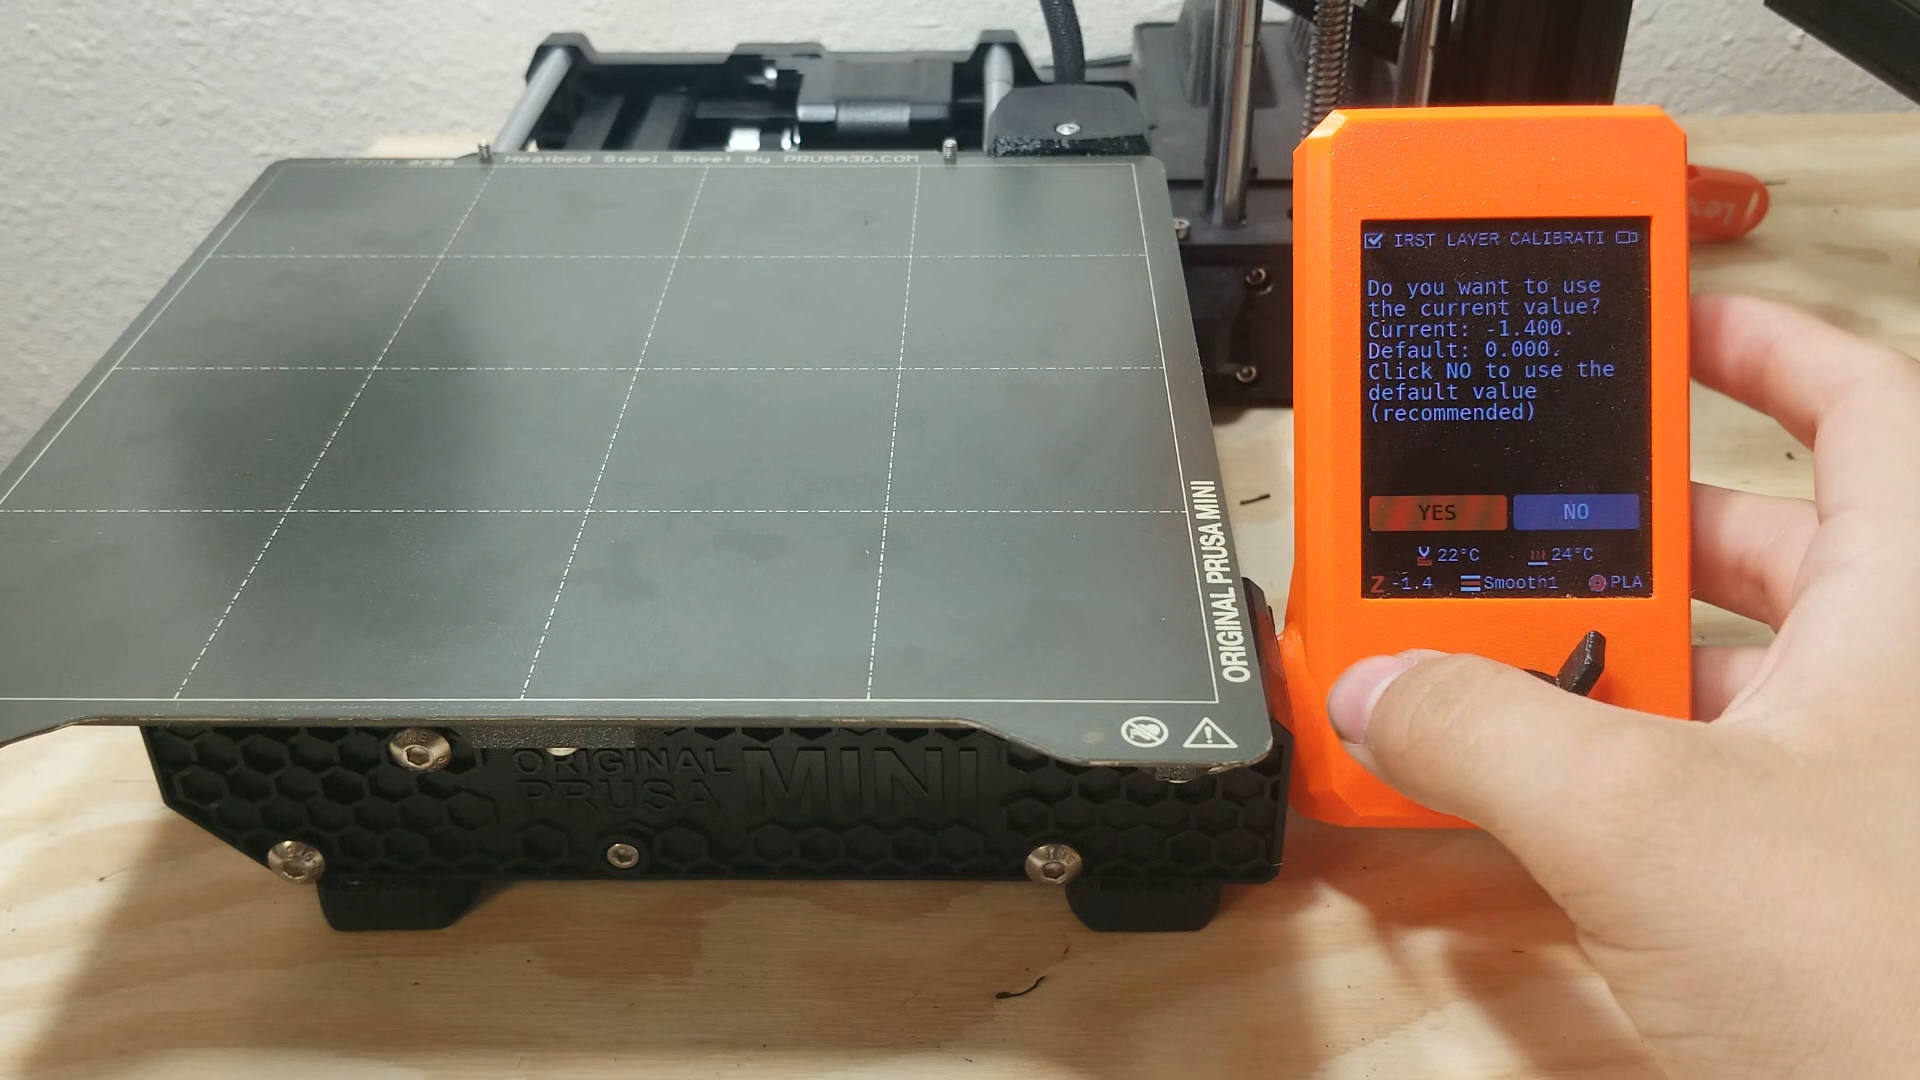 Print area
Heatbed Steel Sheet by PRUSA3D.COM
ORIGINAL PRUSA MINI
ORIGINAL
PRUSA MINI
IRST LAYER CALIBRATI
Do you want to use
the current value?
Current: -1.400.
Default: 0.000.
Click NO to use the
default value
(recommended)
YES NO
22°C 24°C
Z -1.4 Smooth1 PLA